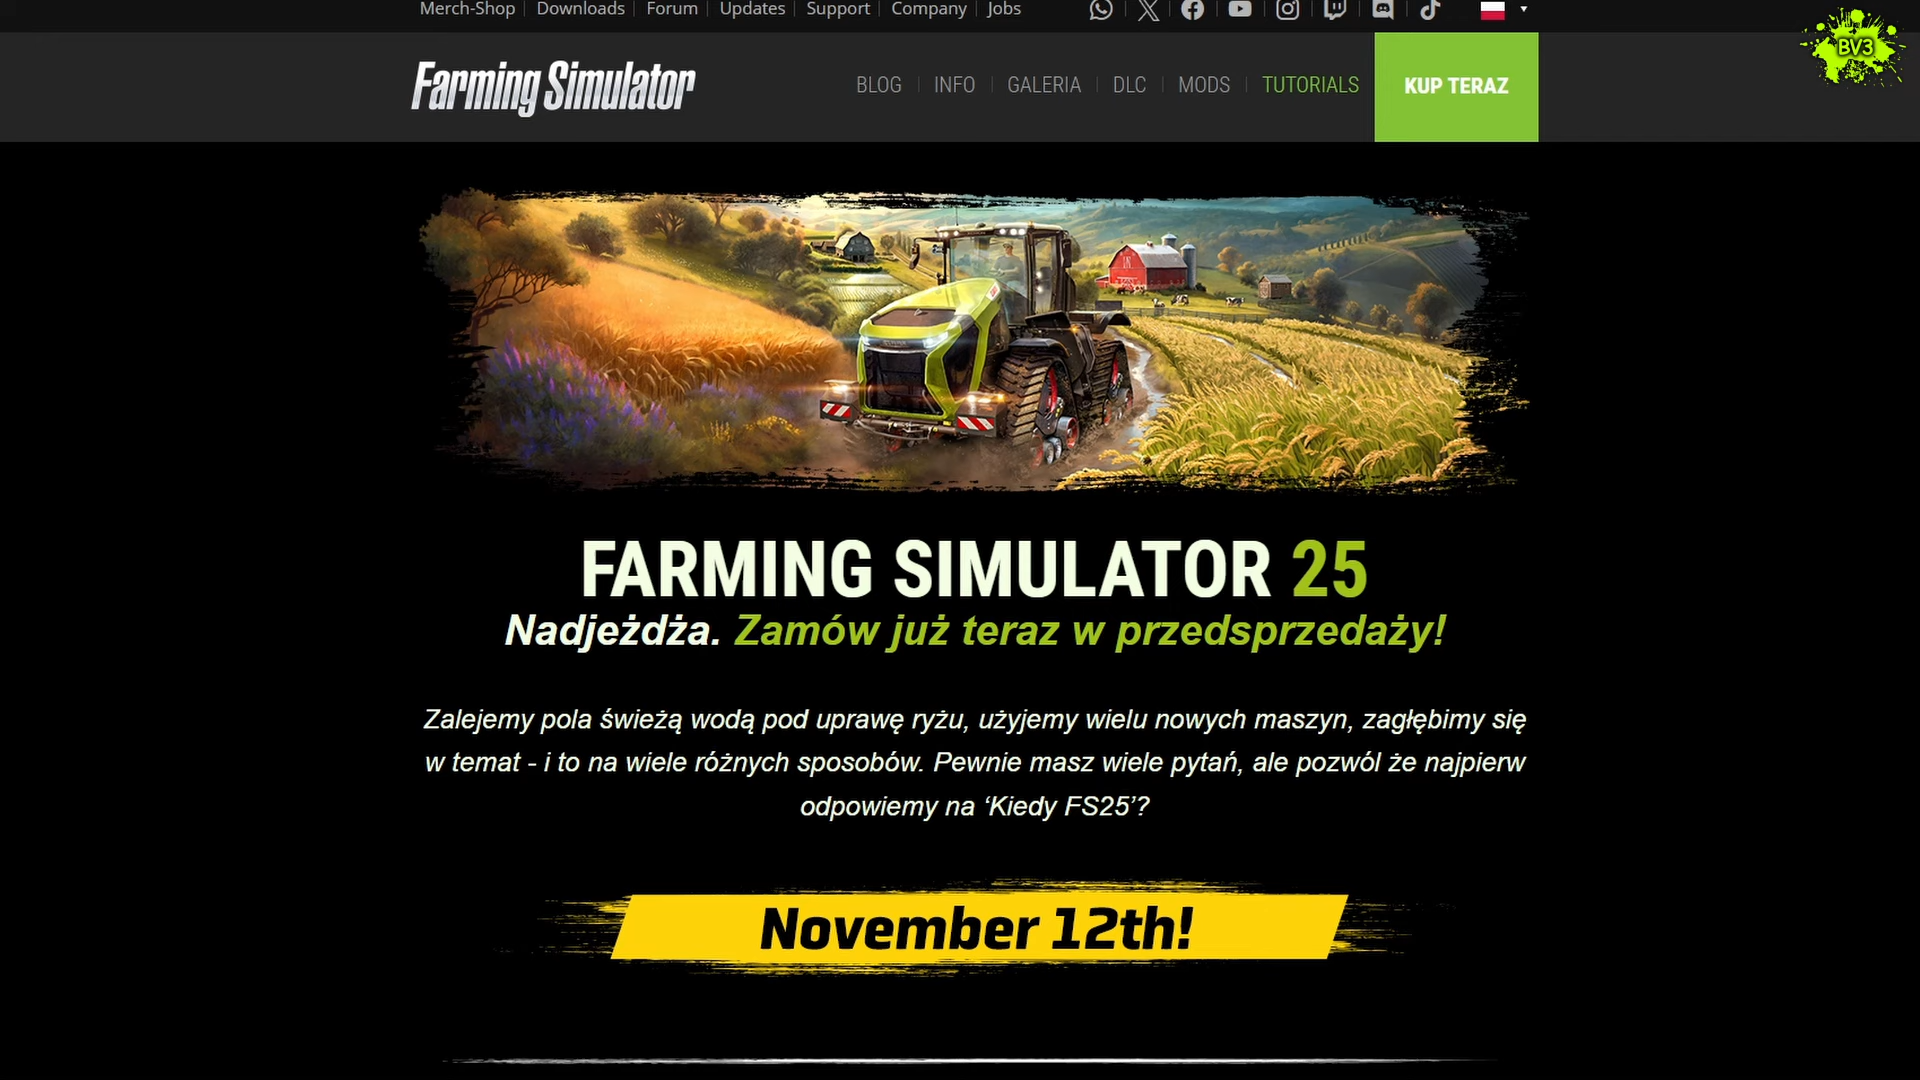 Merch-Shop Downloads Forum Updates Support Company Jobs
BV3
Farming Simulator
BLOG INFO GALERIA DLC MODS TUTORIALS KUP TERAZ
FARMING SIMULATOR 25
Nadjeżdża. Zamów już teraz w przedsprzedaży!
Zalejemy pola świeżą wodą pod uprawę ryżu, użyjemy wielu nowych maszyn, zagłębimy się
w temat - i to na wiele różnych sposobów. Pewnie masz wiele pytań, ale pozwól że najpierw
odpowiemy na ‘Kiedy FS25’?
November 12th!